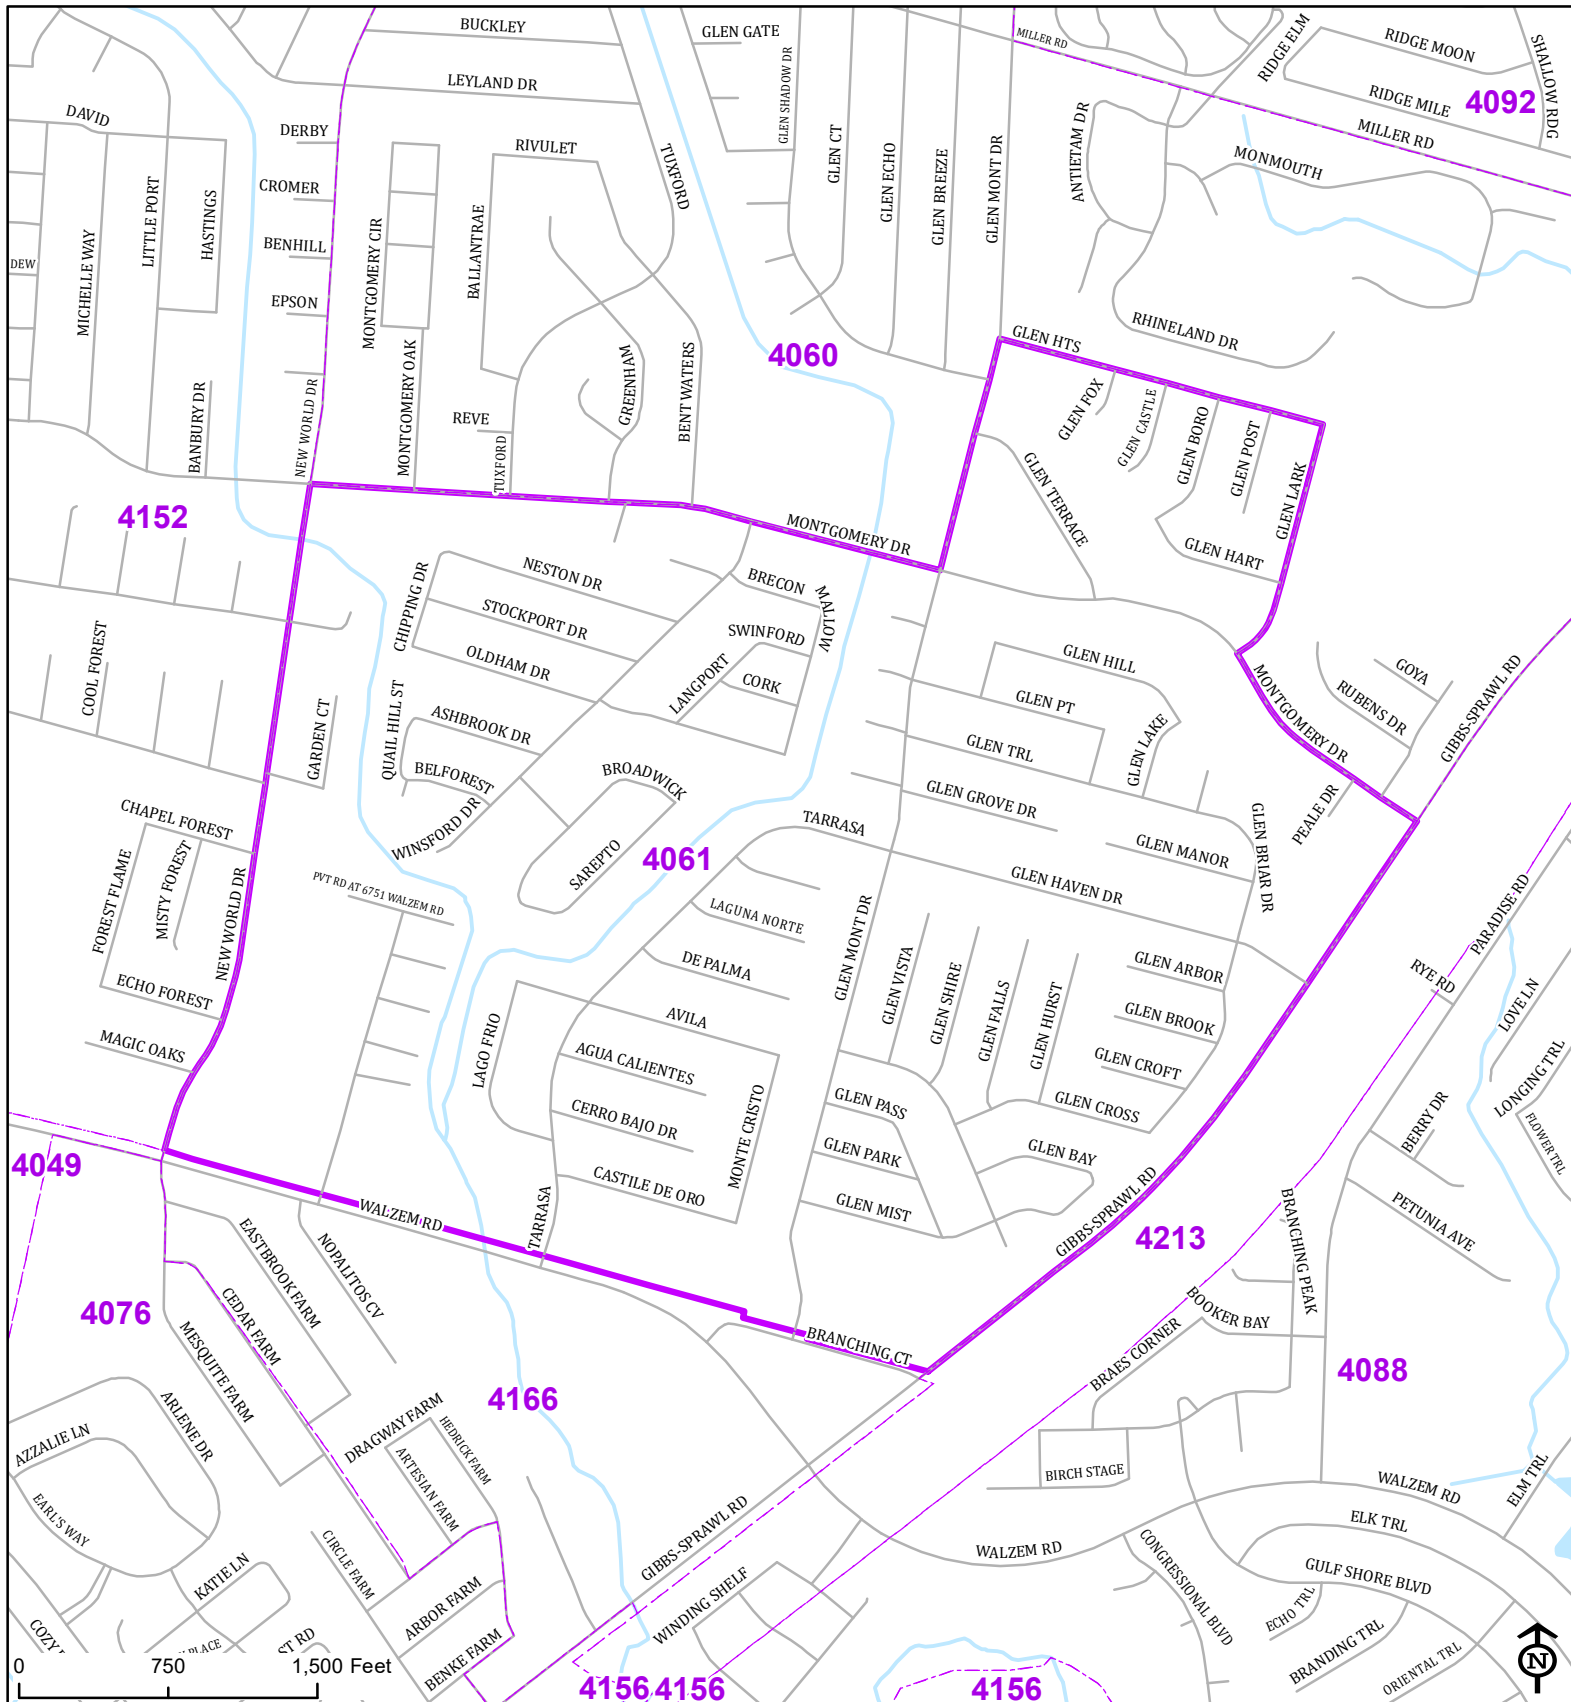 BUCKLEY
GLEN GATE
MILLER RD
RIDGE ELM
RIDGE MOON
SHALLOW RDG
LEYLAND DR
GLEN SHADOW DR
RIDGE MILE
4092
DAVID
DERBY
RIVULET
TUXFORD
GLEN CT
GLEN ECHO
GLEN BREEZE
GLEN MONT DR
ANTIETAM DR
MONMOUTH
MILLER RD
CROMER
LITTLE PORT
HASTINGS
MICHELLE WAY
BENHILL
MONTGOMERY CIR
BALLANTRAE
DEW
EPSON
RHINELAND DR
GLEN HTS
4060
MONTGOMERY OAK
GREENHAM
BENT WATERS
BANBURY DR
NEW WORLD DR
REVE
TUXFORD
GLEN FOX
GLEN CASTLE
GLEN BORO
GLEN POST
GLEN LARK
GLEN TERRACE
4152
MONTGOMERY DR
GLEN HART
NESTON DR
BRECON
MALLOW
CHIPPING DR
STOCKPORT DR
SWINFORD
OLDHAM DR
LANGPORT
CORK
COOL FOREST
GLEN HILL
GOYA
RUBENS DR
GIBBS-SPRAWL RD
GLEN PT
MONTGOMERY DR
GARDEN CT
QUAIL HILL ST
ASHBROOK DR
GLEN TRL
GLEN LAKE
BELFOREST
BROADWICK
GLEN GROVE DR
PEALE DR
CHAPEL FOREST
WINSFORD DR
TARRASA
GLEN MANOR
GLEN BRIAR DR
SAREPTO
4061
FOREST FLAME
MISTY FOREST
PVT RD AT 6751 WALZEM RD
GLEN HAVEN DR
NEW WORLD DR
LAGUNA NORTE
GLEN MONT DR
PARADISE RD
DE PALMA
GLEN VISTA
GLEN SHIRE
GLEN FALLS
GLEN HURST
GLEN ARBOR
RYE RD
ECHO FOREST
LOVE LN
AVILA
GLEN BROOK
MAGIC OAKS
LAGO FRIO
AGUA CALIENTES
GLEN CROFT
LONGING TRL
CERRO BAJO DR
MONTE CRISTO
GLEN PASS
GLEN CROSS
BERRY DR
FLOWER TRL
4049
CASTILE DE ORO
GLEN PARK
GLEN BAY
GLEN MIST
TARRASA
GIBBS-SPRAWL RD
4213
BRANCHING PEAK
PETUNIA AVE
WALZEM RD
EASTBROOK FARM
NOPALITOS CV
4076
CEDAR FARM
MESQUITE FARM
BOOKER BAY
BRANCHING CT
BRAES CORNER
4088
4166
ARLENE DR
AZZALIE LN
DRAGWAY FARM
HEDRICK FARM
ARTESIAN FARM
BIRCH STAGE
WALZEM RD
ELM TRL
EARL'S WAY
GIBBS-SPRAWL RD
ELK TRL
CIRCLE FARM
WALZEM RD
CONGRESSIONAL BLVD
GULF SHORE BLVD
KATIE LN
ARBOR FARM
WINDING SHELF
ECHO TRL
COZY
PLACE
ST RD
BENKE FARM
BRANDING TRL
ORIENTAL TRL
N
0 750 1,500 Feet
4156 4156
4156